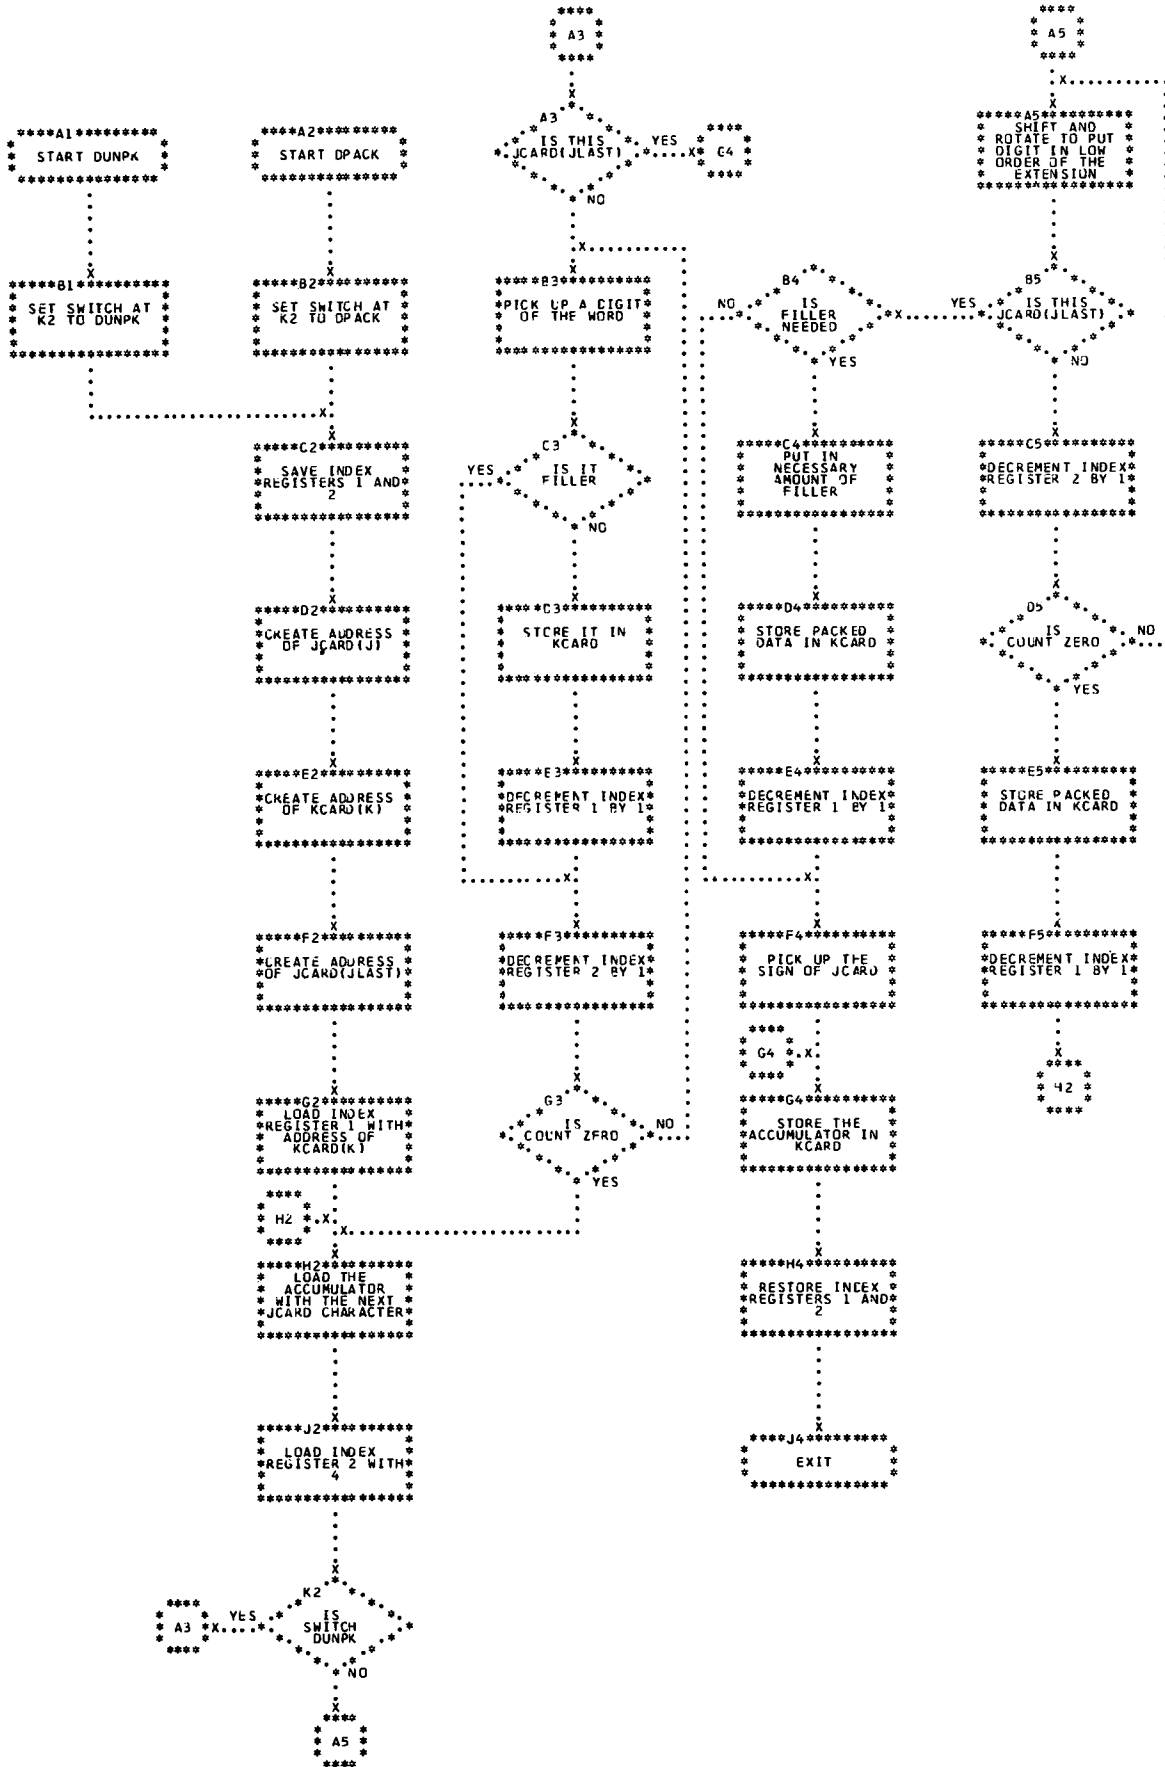 A3
A5
A1
START DUNPK
A2
START DPACK
A3
IS THIS
JCARD(JLAST)
YES
G4
NO
A5
SHIFT AND
ROTATE TO PUT
DIGIT IN LOW
ORDER OF THE
EXTENSION
B1
SET SWITCH AT
K2 TO DUNPK
B2
SET SWITCH AT
K2 TO DPACK
B3
PICK UP A DIGIT
OF THE WORD
B4
IS
FILLER
NEEDED
NO
YES
B5
IS THIS
JCARD(JLAST)
YES
NO
C2
SAVE INDEX
REGISTERS 1 AND
2
C3
IS IT
FILLER
YES
NO
C4
PUT IN
NECESSARY
AMOUNT OF
FILLER
C5
DECREMENT INDEX
REGISTER 2 BY 1
D2
CREATE ADDRESS
OF JCARD(J)
D3
STORE IT IN
KCARD
D4
STORE PACKED
DATA IN KCARD
D5
IS
COUNT ZERO
NO
YES
E2
CREATE ADDRESS
OF KCARD(K)
E3
DECREMENT INDEX
REGISTER 1 BY 1
E4
DECREMENT INDEX
REGISTER 1 BY 1
E5
STORE PACKED
DATA IN KCARD
F2
CREATE ADDRESS
OF JCARD(JLAST)
F3
DECREMENT INDEX
REGISTER 2 BY 1
F4
PICK UP THE
SIGN OF JCARD
F5
DECREMENT INDEX
REGISTER 1 BY 1
G4
H2
G2
LOAD INDEX
REGISTER 1 WITH
ADDRESS OF
KCARD(K)
G3
IS
COUNT ZERO
NO
YES
G4
STORE THE
ACCUMULATOR IN
KCARD
H2
H2
LOAD THE
ACCUMULATOR
WITH THE NEXT
JCARD CHARACTER
H4
RESTORE INDEX
REGISTERS 1 AND
2
J2
LOAD INDEX
REGISTER 2 WITH
4
J4
EXIT
K2
IS
SWITCH
DUNPK
YES
A3
NO
A5